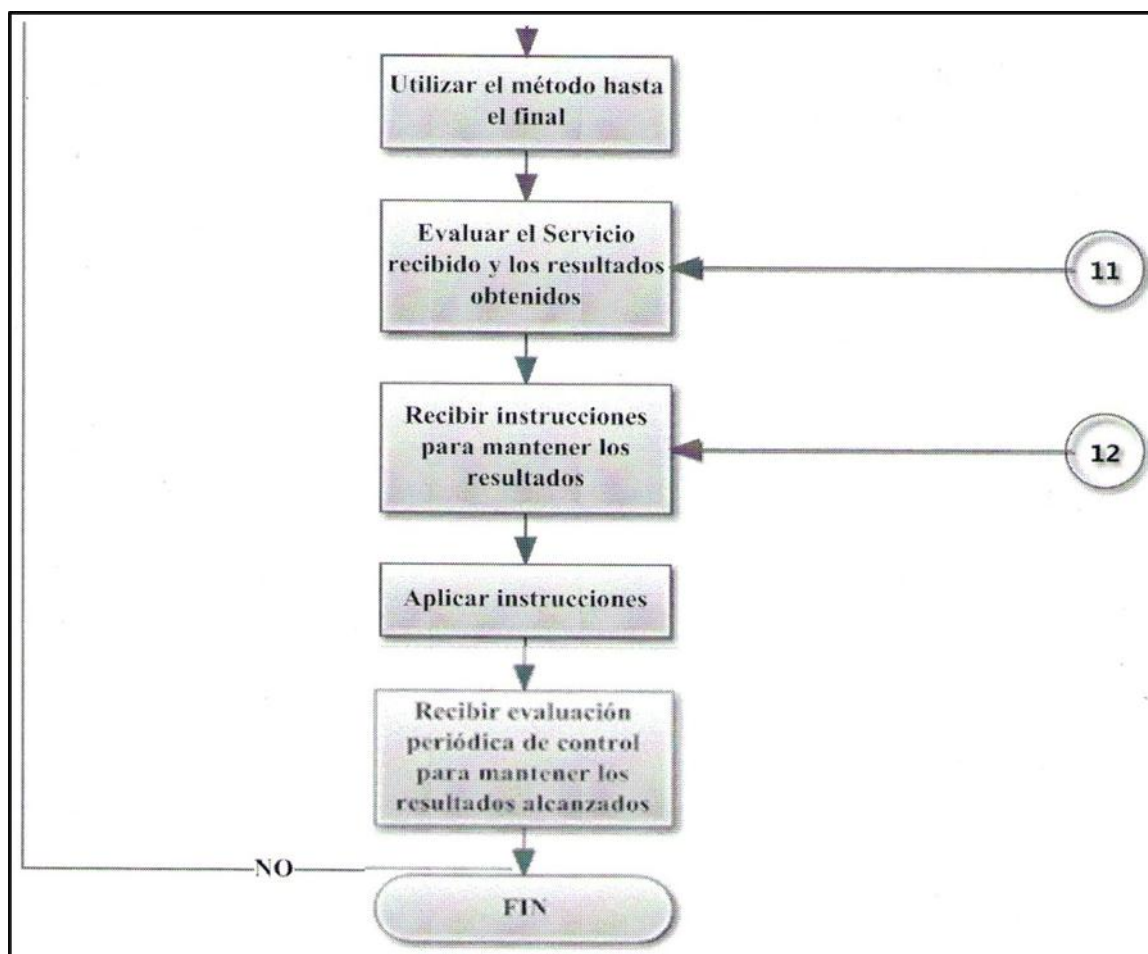 Utilizar el método hasta
el final
Evaluar el Servicio
recibido y los resultados
obtenidos
11
Recibir instrucciones
para mantener los
resultados
12
Aplicar instrucciones
Recibir evaluación
periódica de control
para mantener los
resultados alcanzados
NO
FIN